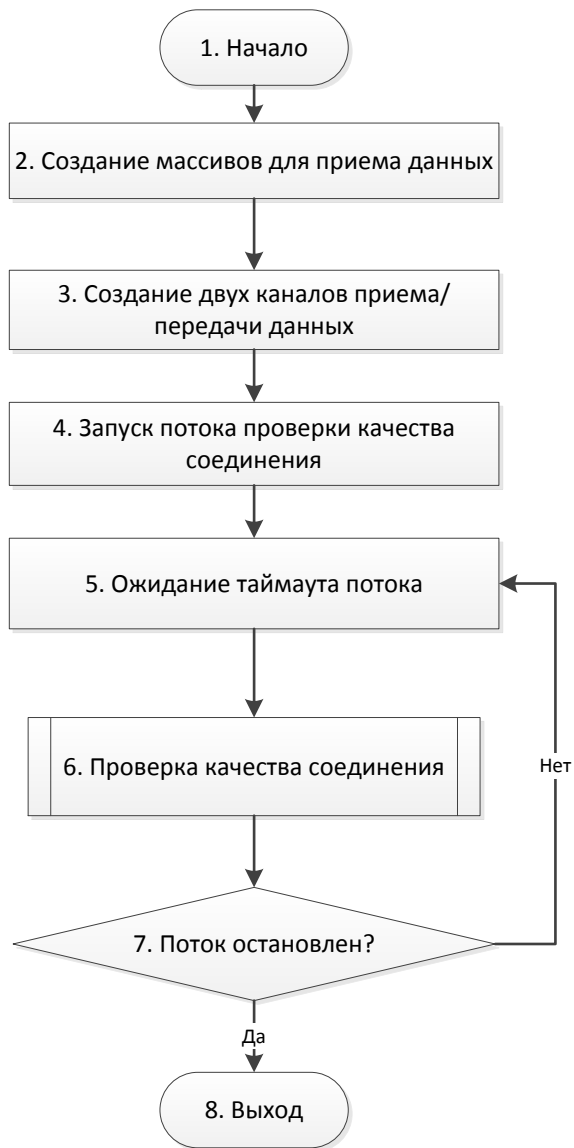 1. Начало
2. Создание массивов для приема данных
3. Создание двух каналов приема/
передачи данных
4. Запуск потока проверки качества
соединения
5. Ожидание таймаута потока
6. Проверка качества соединения
Нет
7. Поток остановлен?
Да
8. Выход